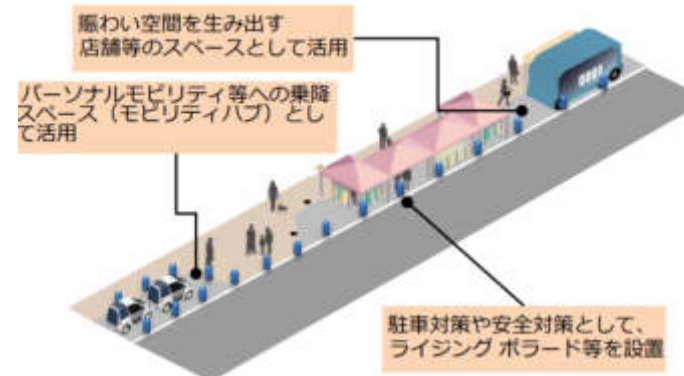 賑わい空間を生み出す
店舗等のスペースとして活用
パーソナルモビリティ等への乗降
スペース（モビリティハブ）とし
て活用
駐車対策や安全対策として、
ライジング ボラード等を設置